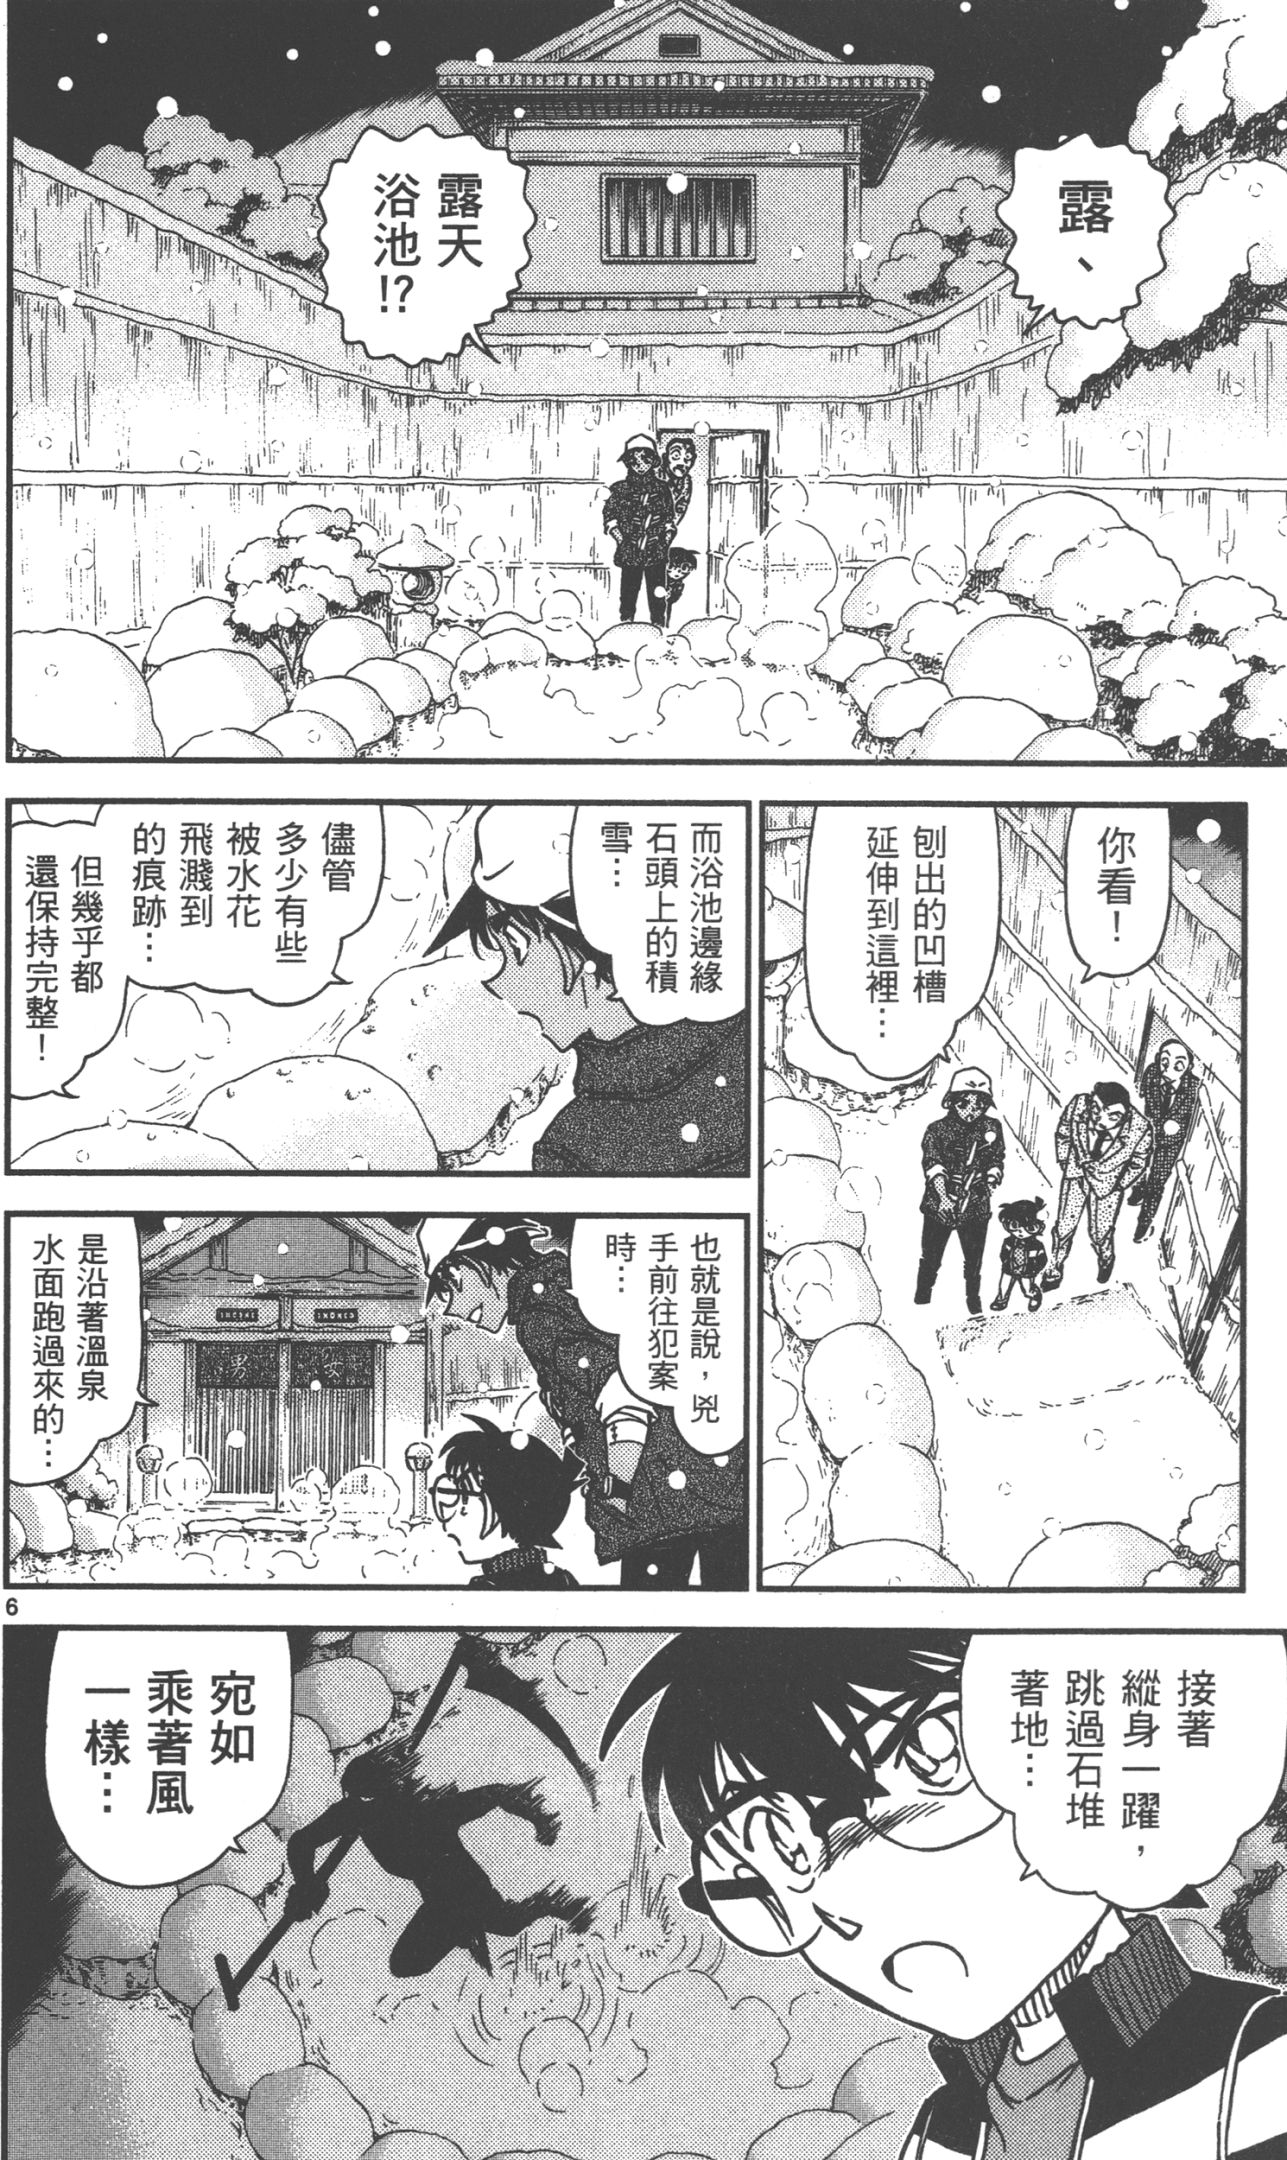 露、
露天
浴池!?
你看！
刨出的凹槽
延伸到這裡…
而浴池邊緣
石頭上的積
雪…
儘管
多少有些
被水花
飛濺到
的痕跡…
但幾乎都
還保持完整！
也就是說，兇
手前往犯案
時…
男
女
是沿著溫泉
水面跑過來的…
6
接著
縱身一躍，
跳過石堆
著地…
宛如
乘著風
一樣…